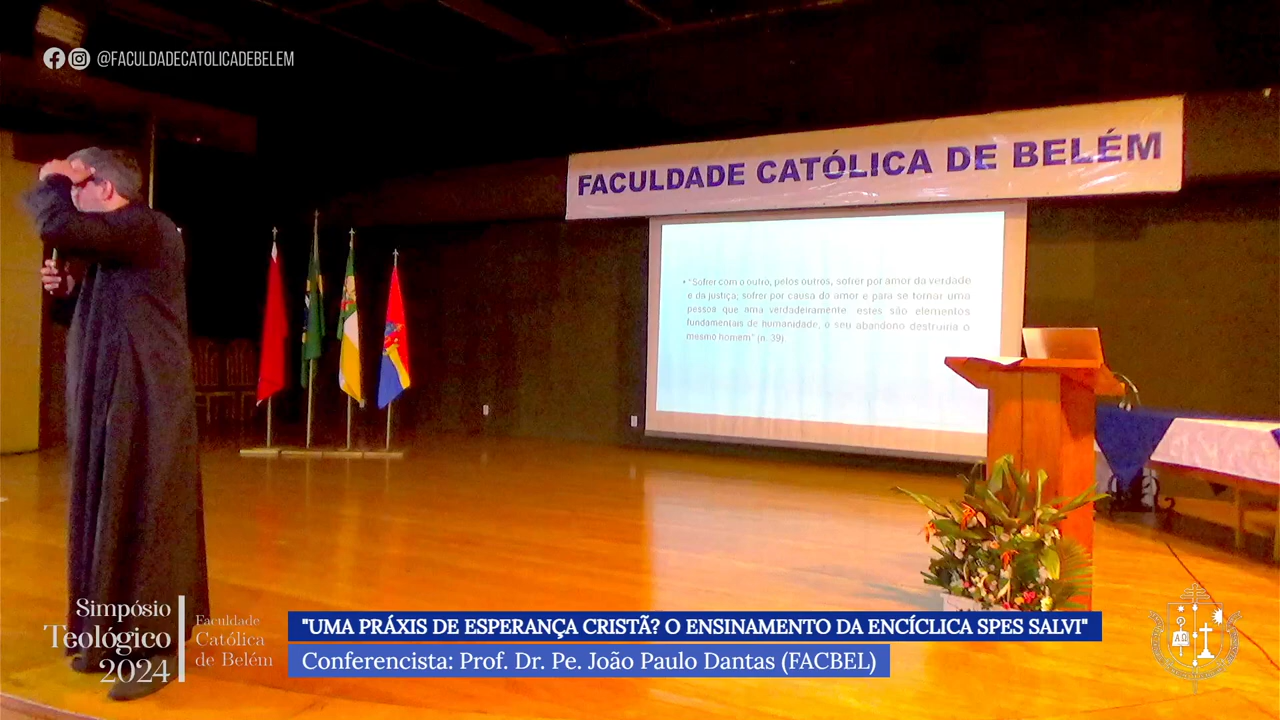 @FACULDADECATOLICADEBELEM
FACULDADE CATÓLICA DE BELÉM
• "Sofrer com o outro, pelos outros, sofrer por amor da verdade
e da justiça; sofrer por causa do amor e para se tornar uma
pessoa que ama verdadeiramente: estes são elementos
fundamentais de humanidade, o seu abandono destruiria o
mesmo homem" (n. 39).
Simpósio
Teológico
2024
Faculdade
Católica
de Belém
"UMA PRÁXIS DE ESPERANÇA CRISTÃ? O ENSINAMENTO DA ENCÍCLICA SPES SALVI"
Conferencista: Prof. Dr. Pe. João Paulo Dantas (FACBEL)